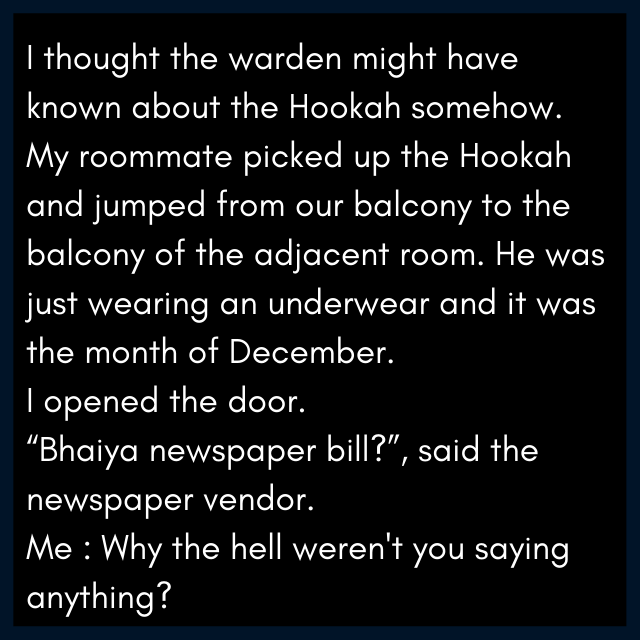 I thought the warden might have
known about the Hookah somehow.
My roommate picked up the Hookah
and jumped from our balcony to the
balcony of the adjacent room. He was
just wearing an underwear and it was
the month of December.
I opened the door.
“Bhaiya newspaper bill?”, said the
newspaper vendor.
Me : Why the hell weren't you saying
anything?